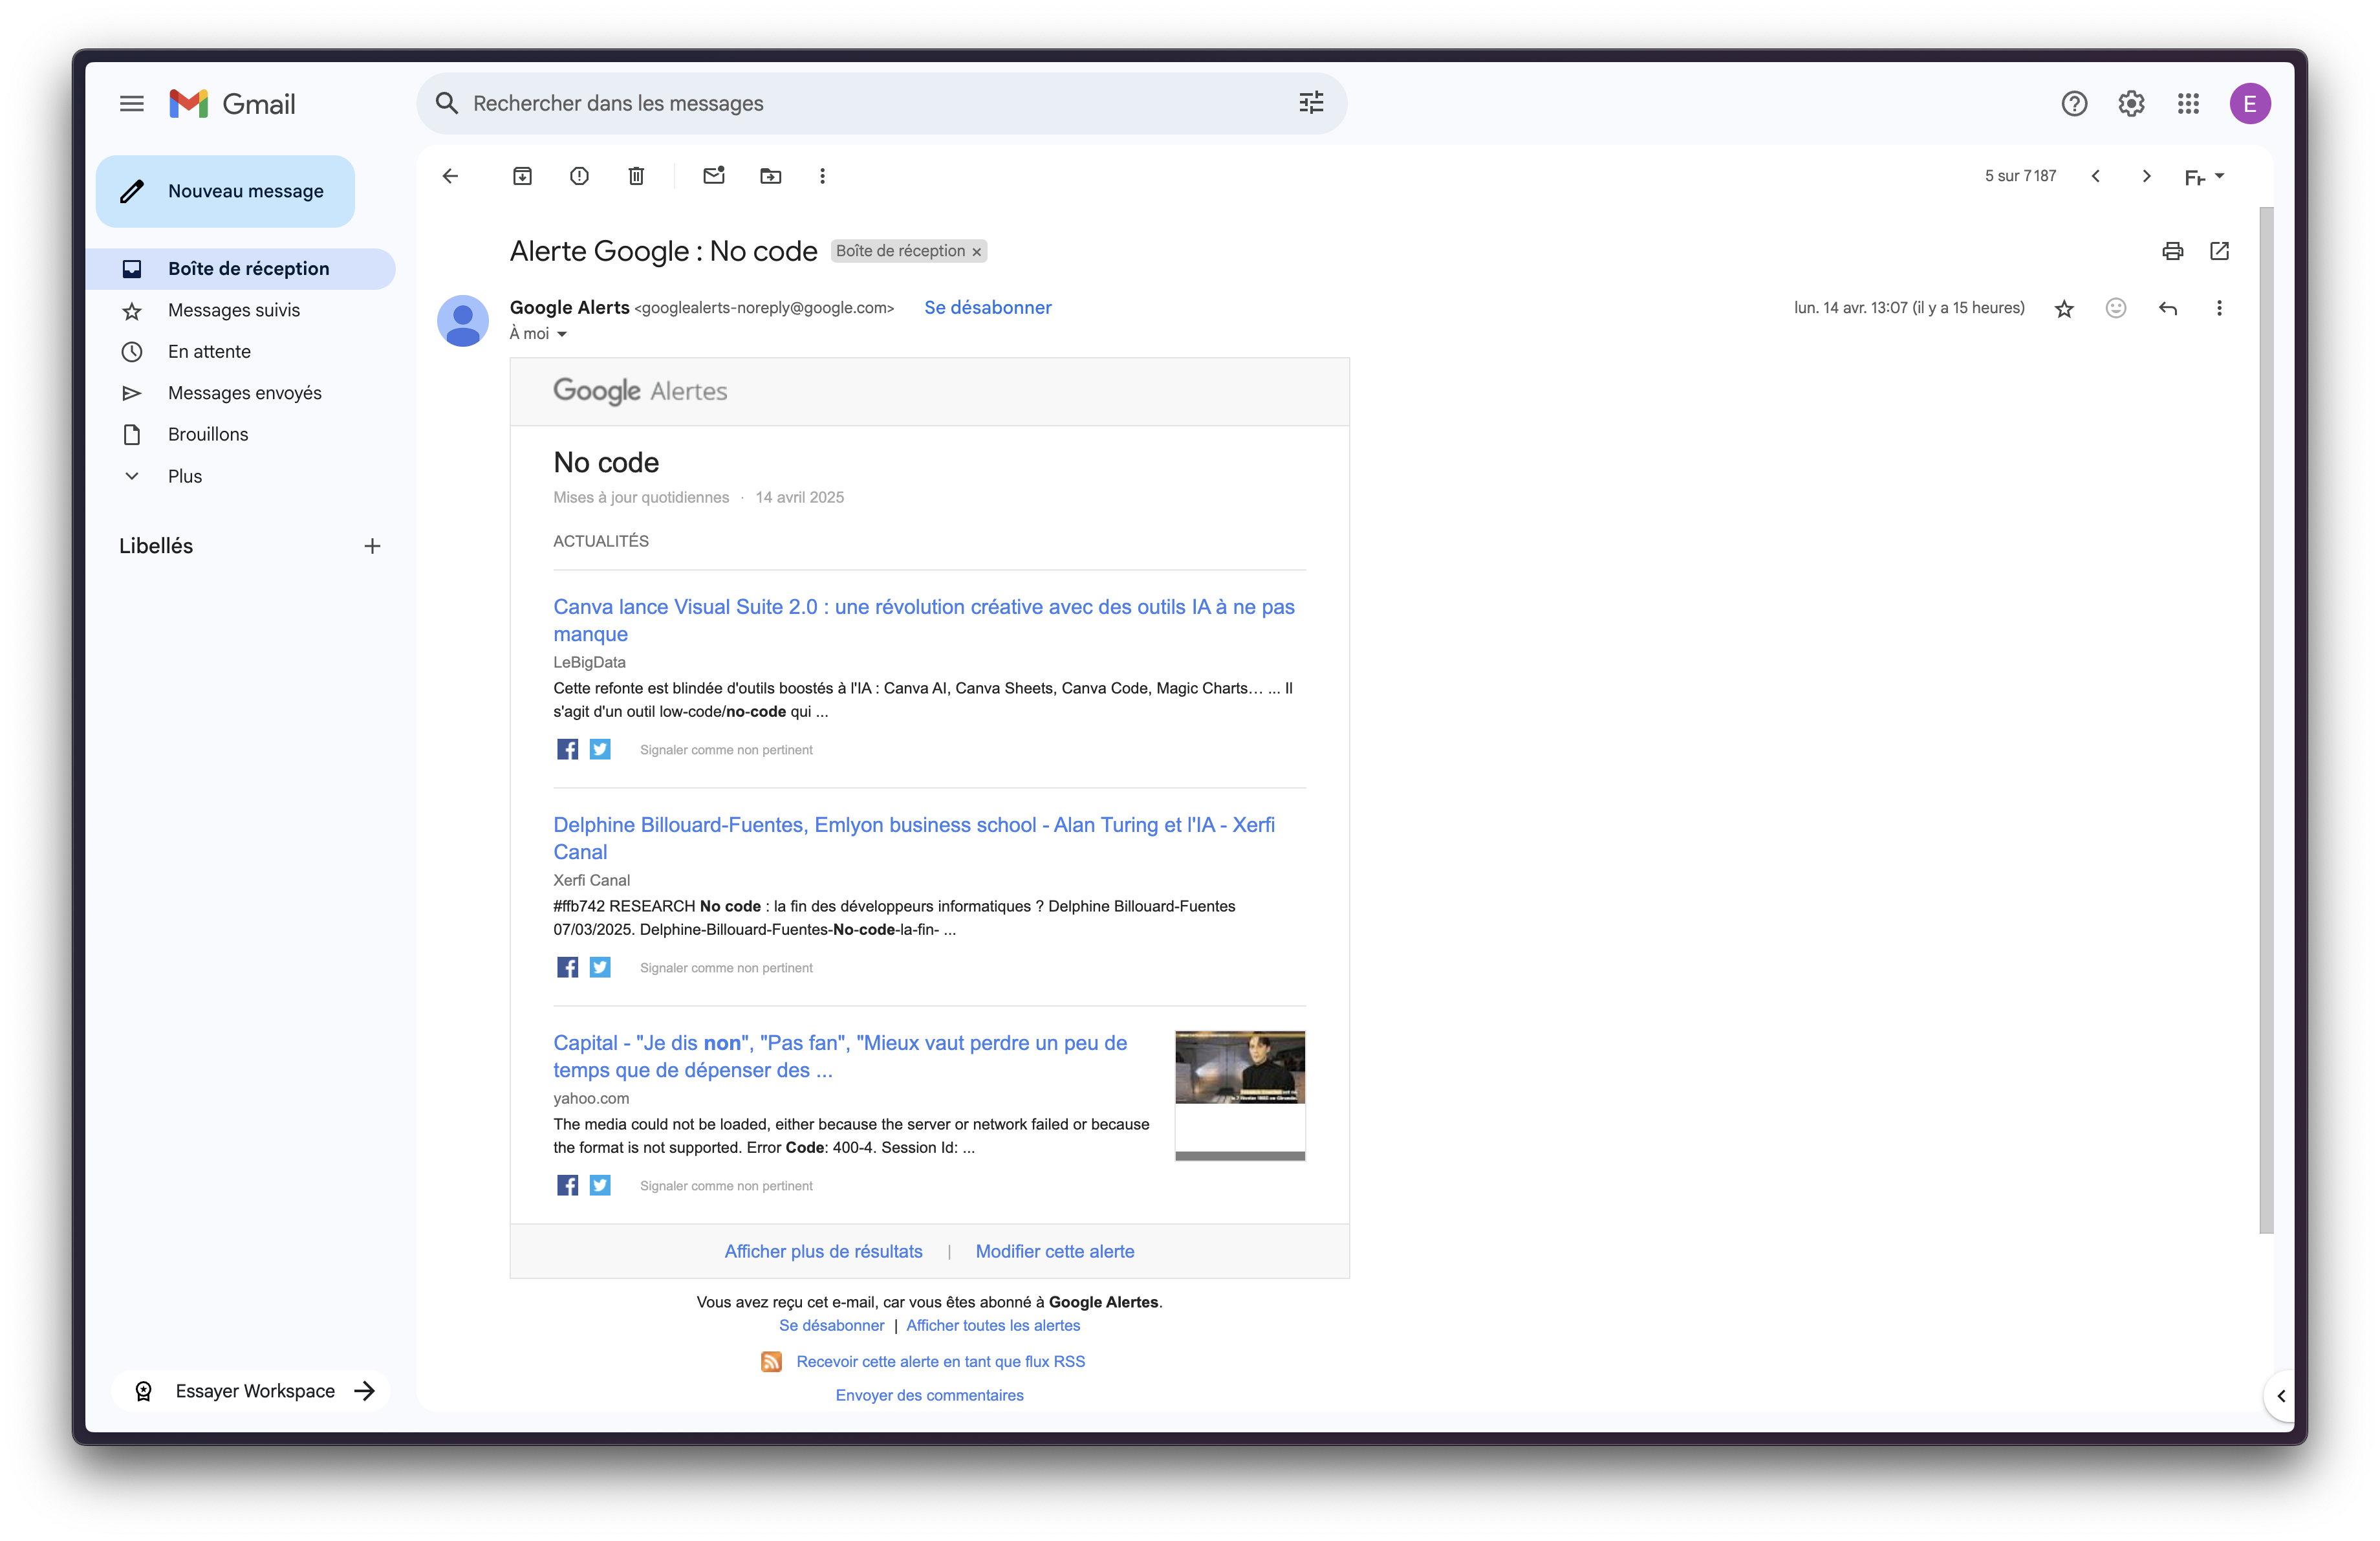 Gmail
Rechercher dans les messages
E
Nouveau message
5 sur 7 187
Fr
Boîte de réception
Messages suivis
En attente
Messages envoyés
Brouillons
Plus
Libellés
Alerte Google : No code Boîte de réception
Google Alerts <googlealerts-noreply@google.com> Se désabonner
lun. 14 avr. 13:07 (il y a 15 heures)
À moi
Google Alertes
No code
Mises à jour quotidiennes · 14 avril 2025
ACTUALITÉS
Canva lance Visual Suite 2.0 : une révolution créative avec des outils IA à ne pas
manque
LeBigData
Cette refonte est blindée d'outils boostés à l'IA : Canva AI, Canva Sheets, Canva Code, Magic Charts… ... Il
s'agit d'un outil low-code/no-code qui ...
Signaler comme non pertinent
Delphine Billouard-Fuentes, Emlyon business school - Alan Turing et l'IA - Xerfi
Canal
Xerfi Canal
#ffb742 RESEARCH No code : la fin des développeurs informatiques ? Delphine Billouard-Fuentes
07/03/2025. Delphine-Billouard-Fuentes-No-code-la-fin- ...
Signaler comme non pertinent
Capital - "Je dis non", "Pas fan", "Mieux vaut perdre un peu de
temps que de dépenser des ...
yahoo.com
The media could not be loaded, either because the server or network failed or because
the format is not supported. Error Code: 400-4. Session Id: ...
Signaler comme non pertinent
Afficher plus de résultats | Modifier cette alerte
Vous avez reçu cet e-mail, car vous êtes abonné à Google Alertes.
Se désabonner | Afficher toutes les alertes
Recevoir cette alerte en tant que flux RSS
Envoyer des commentaires
Essayer Workspace